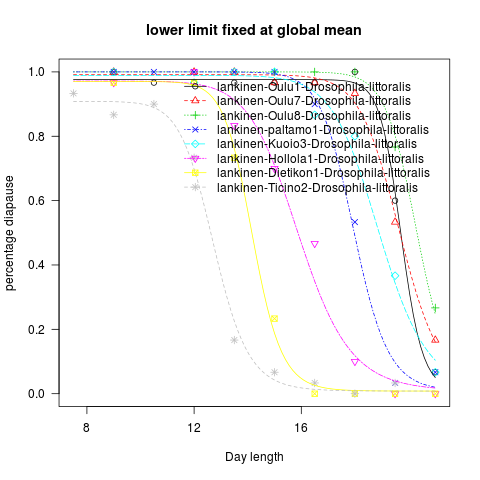 lower limit fixed at global mean
percentage diapause
1.0
0.8
0.6
0.4
0.2
0.0
lankinen-Oulu1-Drosophila-littoralis
lankinen-Oulu7-Drosophila-littoralis
lankinen-Oulu8-Drosophila-littoralis
lankinen-paltamo1-Drosophila-littoralis
lankinen-Kuoio3-Drosophila-littoralis
lankinen-Hollola1-Drosophila-littoralis
lankinen-Dietikon1-Drosophila-littoralis
lankinen-Ticino2-Drosophila-littoralis
8 12 16
Day length